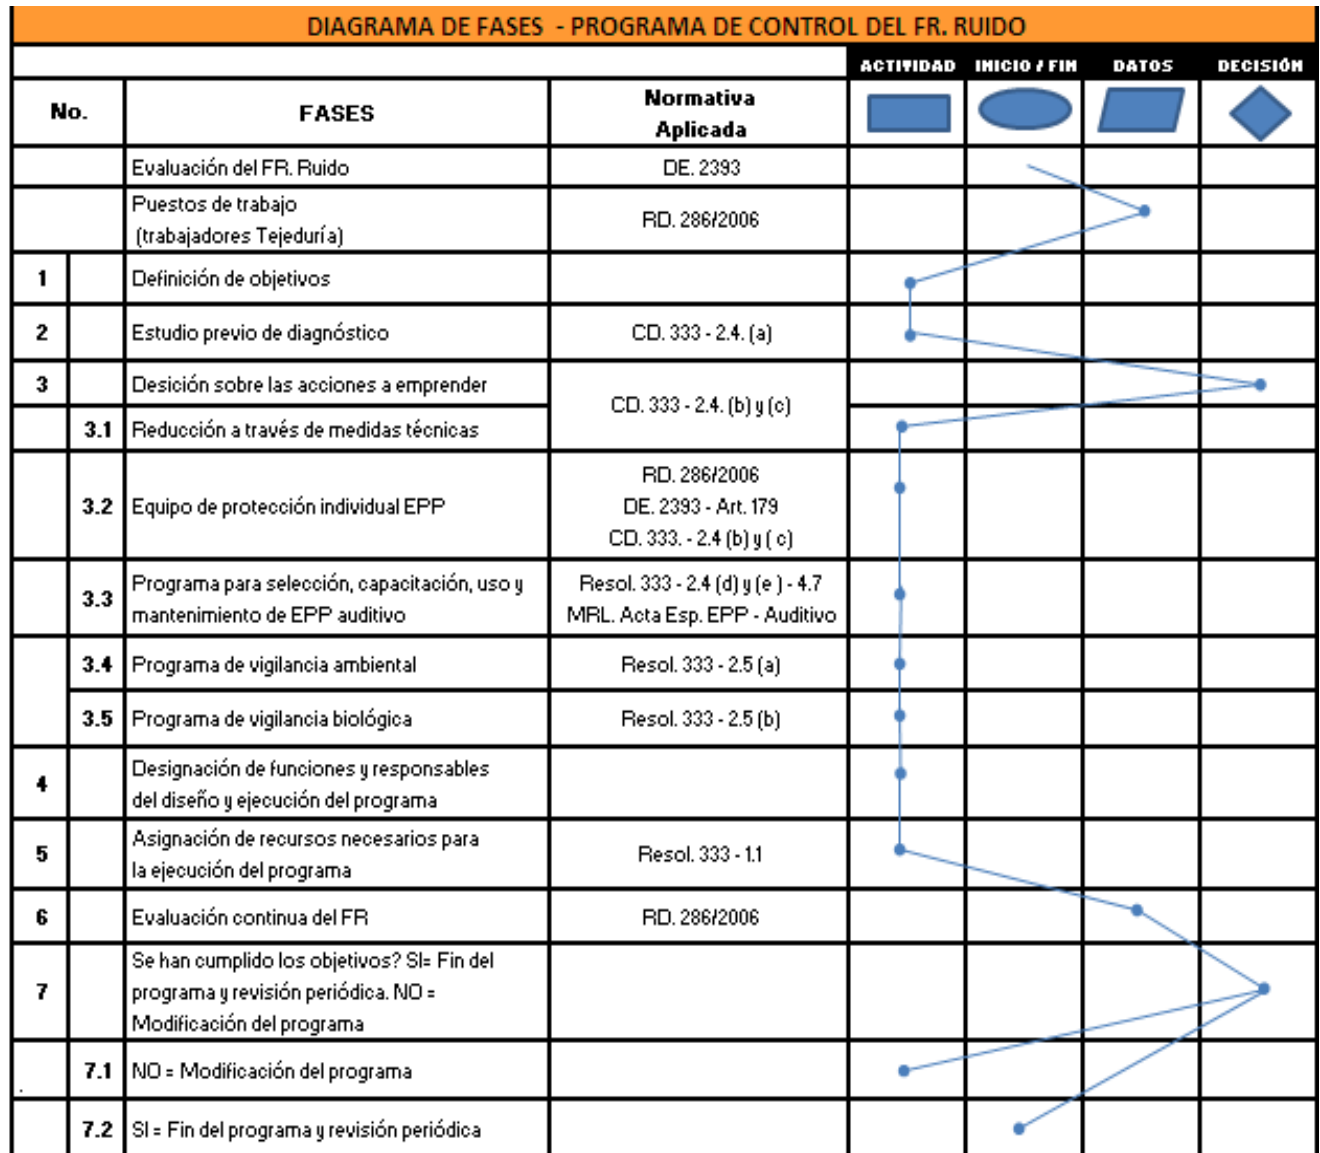 DIAGRAMA DE FASES - PROGRAMA DE CONTROL DEL FR. RUIDO
ACTIVIDAD INICIO / FIN DATOS DECISIÓN
No. FASES Normativa
Aplicada
Evaluación del FR. Ruido DE. 2393
Puestos de trabajo
(trabajadores Tejeduría) RD. 286/2006
1 Definición de objetivos
2 Estudio previo de diagnóstico CD. 333 - 2.4. (a)
3 Desición sobre las acciones a emprender
CD. 333 - 2.4. (b) y (c)
3.1 Reducción a través de medidas técnicas
RD. 286/2006
3.2 Equipo de protección individual EPP DE. 2393 - Art. 179
CD. 333. - 2.4 (b) y ( c)
3.3 Programa para selección, capacitación, uso y Resol. 333 - 2.4 (d) y (e ) - 4.7
mantenimiento de EPP auditivo MRL. Acta Esp. EPP - Auditivo
3.4 Programa de vigilancia ambiental Resol. 333 - 2.5 (a)
3.5 Programa de vigilancia biológica Resol. 333 - 2.5 (b)
4 Designación de funciones y responsables
del diseño y ejecución del programa
5 Asignación de recursos necesarios para
la ejecución del programa Resol. 333 - 1.1
6 Evaluación continua del FR RD. 286/2006
Se han cumplido los objetivos? SI= Fin del
7 programa y revisión periódica. NO =
Modificación del programa
7.1 NO = Modificación del programa
7.2 SI = Fin del programa y revisión periódica